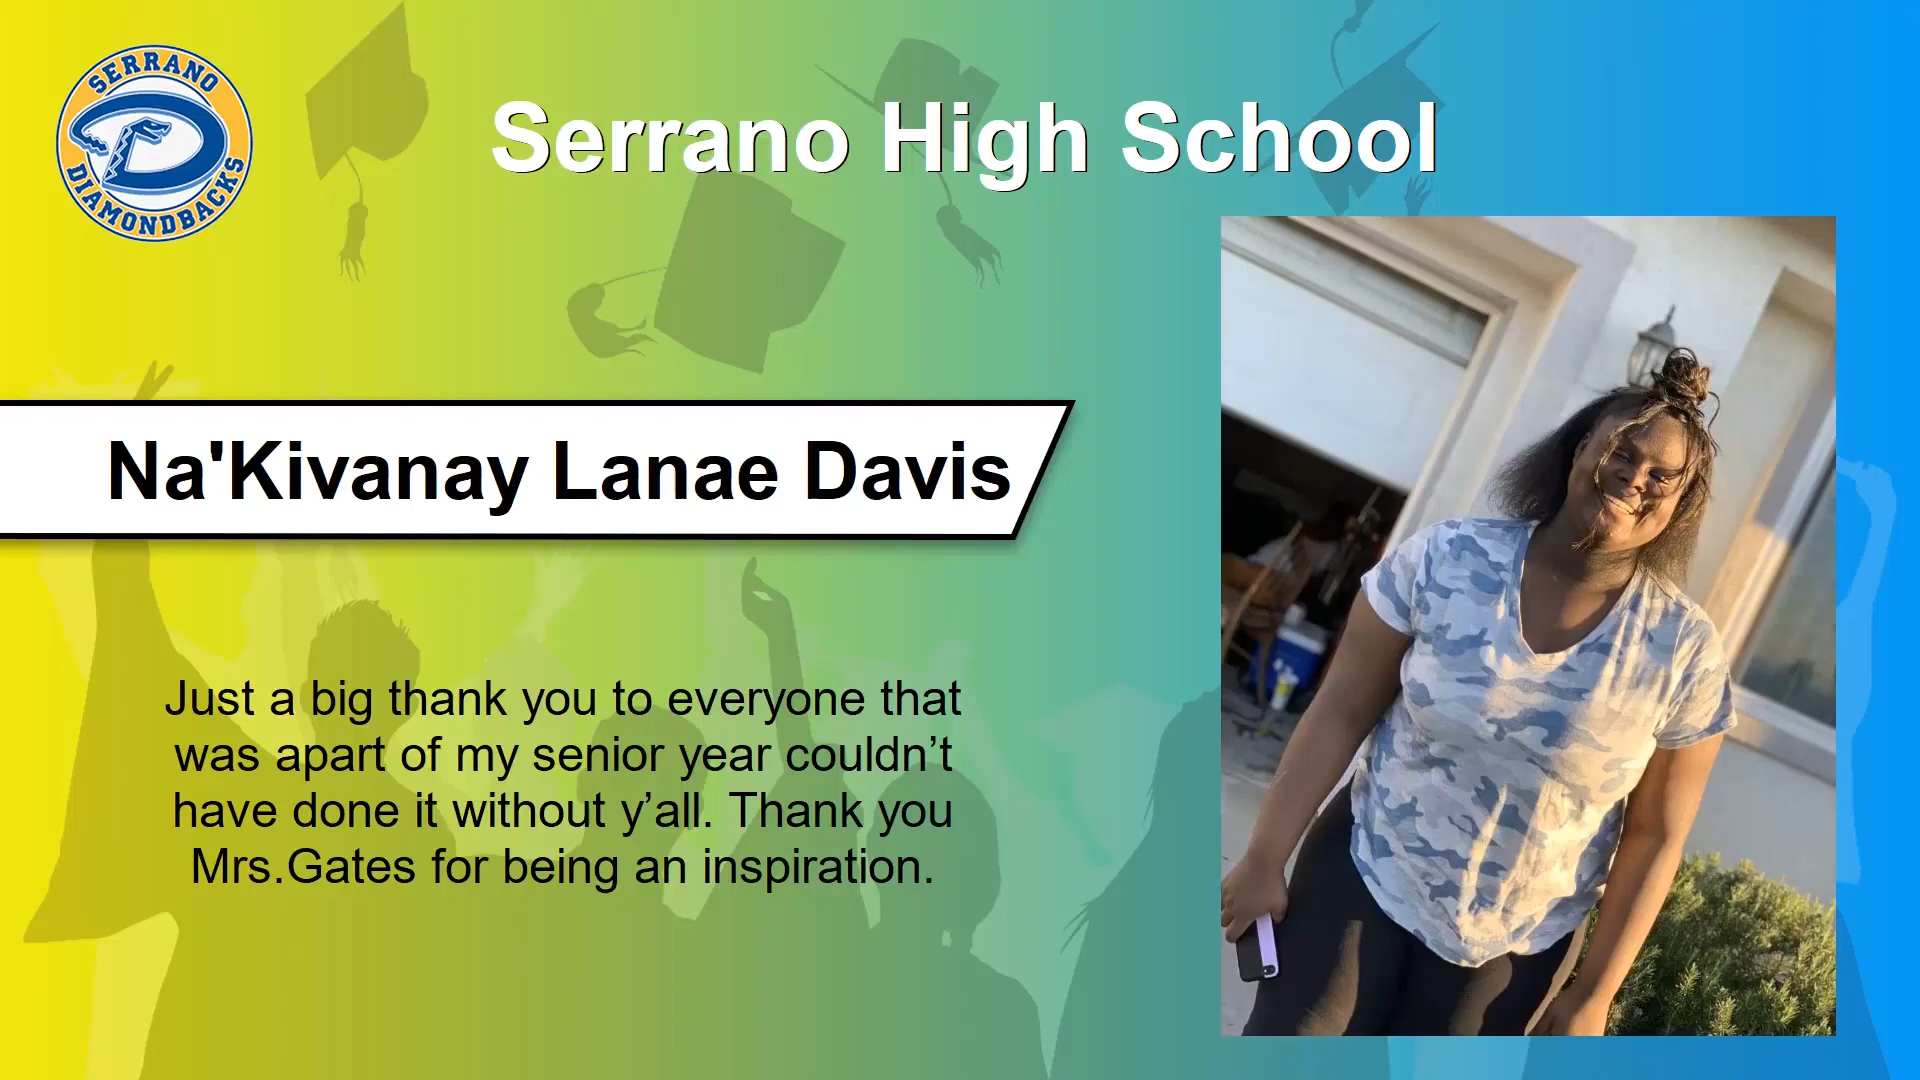 SERRANO
DIAMONDBACKS
Serrano High School
Na'Kivanay Lanae Davis
Just a big thank you to everyone that
was apart of my senior year couldn’t
have done it without y’all. Thank you
Mrs.Gates for being an inspiration.